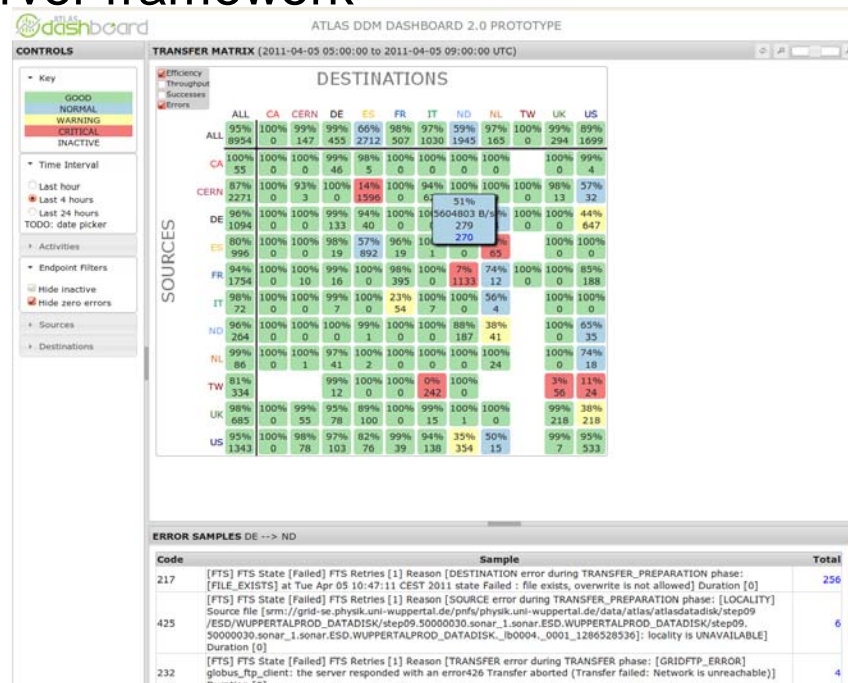 ver framework
ATLAS
dashboard
ATLAS DDM DASHBOARD 2.0 PROTOTYPE
CONTROLS
Key
GOOD
NORMAL
WARNING
CRITICAL
INACTIVE
Time Interval
Last hour
Last 4 hours
Last 24 hours
TODO: date picker
Activities
Endpoint Filters
Hide inactive
Hide zero errors
Sources
Destinations
TRANSFER MATRIX (2011-04-05 05:00:00 to 2011-04-05 09:00:00 UTC)
Efficiency
Throughput
Successes
Errors
DESTINATIONS
SOURCES
ALL CA CERN DE ES FR IT ND NL TW UK US
ALL 95% 100% 99% 99% 66% 98% 97% 59% 97% 100% 99% 89%
8954 0 147 455 2712 507 1030 1945 165 0 294 1699
CA 100% 100% 100% 99% 98% 100% 100% 100% 100% 100% 99%
55 0 0 46 5 0 0 0 0 0 4
CERN 87% 100% 93% 100% 14% 100% 94% 100% 100% 100% 98% 57%
2271 0 3 0 1596 0 0 13 32
51%
5604803 B/s
279
270
DE 96% 100% 100% 99% 94% 100% 100% 100% 44%
1094 0 0 133 40 0 0 0 0 647
ES 80% 100% 100% 98% 57% 96% 100% 100%
996 0 0 19 892 19 1 0 65 0 0
FR 94% 100% 100% 99% 100% 98% 100% 7% 74% 100% 100% 85%
1754 0 10 16 0 395 0 1133 12 0 0 188
IT 98% 100% 100% 99% 100% 23% 100% 100% 56% 100% 100%
72 0 0 7 0 54 7 0 4 0 0
ND 96% 100% 100% 100% 99% 100% 100% 88% 38% 100% 65%
264 0 0 0 1 0 0 187 41 0 35
NL 99% 100% 100% 97% 100% 100% 100% 100% 100% 100% 74%
86 0 1 41 2 0 0 0 24 0 18
TW 81% 99% 100% 100% 0% 100% 3% 11%
334 12 0 0 242 0 56 24
UK 98% 100% 99% 95% 89% 100% 99% 100% 100% 99% 38%
685 0 55 78 100 0 15 1 0 218 218
US 95% 100% 98% 97% 82% 99% 94% 35% 50% 99% 95%
1343 0 78 103 76 39 138 354 15 7 533
ERROR SAMPLES DE --> ND
Code Sample Total
217 [FTS] FTS State [Failed] FTS Retries [1] Reason [DESTINATION error during TRANSFER_PREPARATION phase:
[FILE_EXISTS] at Tue Apr 05 10:47:11 CEST 2011 state Failed : file exists, overwrite is not allowed] Duration [0] 256
425 [FTS] FTS State [Failed] FTS Retries [1] Reason [SOURCE error during TRANSFER_PREPARATION phase: [LOCALITY]
Source file [srm://grid-se.physik.uni-wuppertal.de/pnfs/physik.uni-wuppertal.de/data/atlas/atlasdatadisk/step09
/ESD/WUPPERTALPROD_DATADISK/step09.50000030.sonar_1.sonar.ESD.WUPPERTALPROD_DATADISK/step09.
50000030.sonar_1.sonar.ESD.WUPPERTALPROD_DATADISK._lb0004._0001_1286528536]: locality is UNAVAILABLE]
Duration [0] 6
232 [FTS] FTS State [Failed] FTS Retries [1] Reason [TRANSFER error during TRANSFER phase: [GRIDFTP_ERROR]
globus_ftp_client: the server responded with an error426 Transfer aborted (Transfer failed: Network is unreachable)] 4